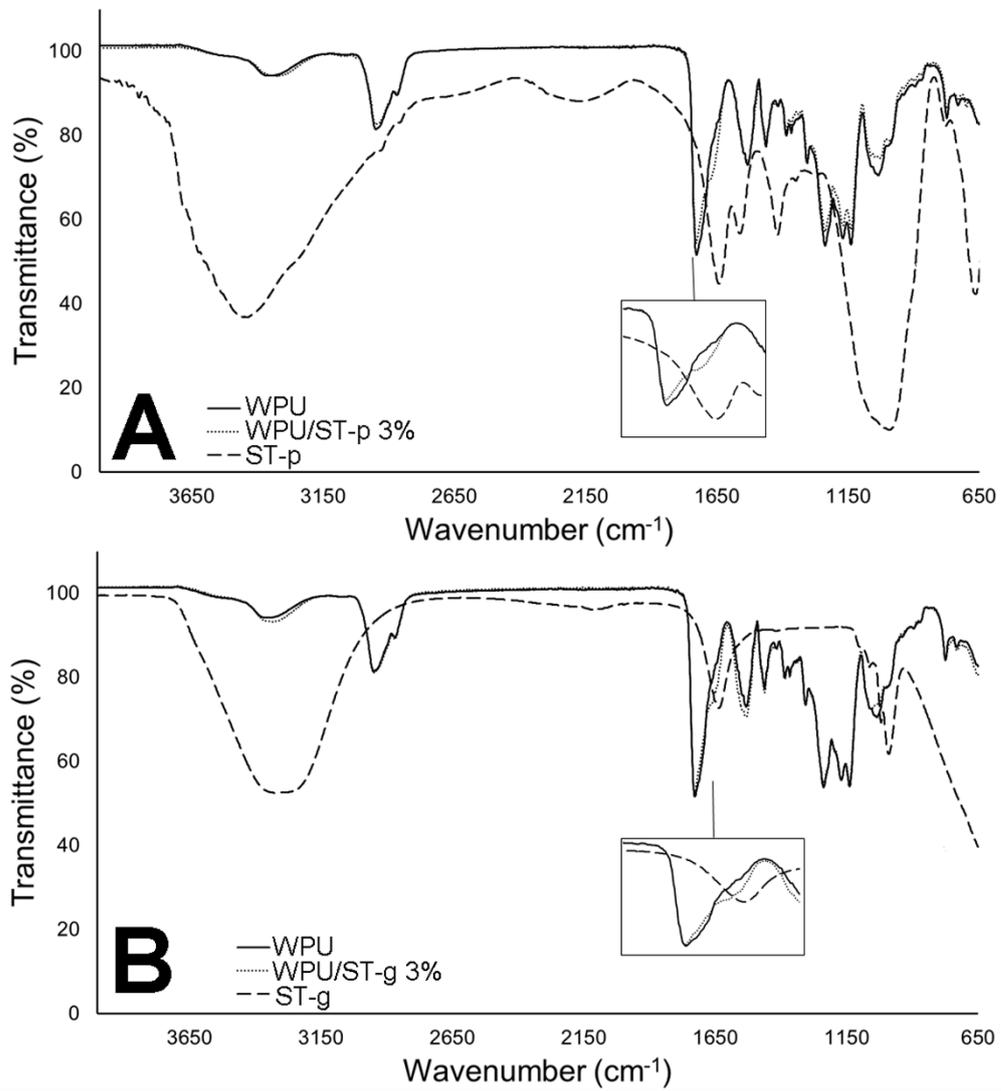 100
80
60
40
20
0
Transmittance (%)
A
WPU
WPU/ST-p 3%
ST-p
3650 3150 2650 2150 1650 1150 650
Wavenumber (cm-1)
100
80
60
40
20
0
Transmittance (%)
B
WPU
WPU/ST-g 3%
ST-g
3650 3150 2650 2150 1650 1150 650
Wavenumber (cm-1)